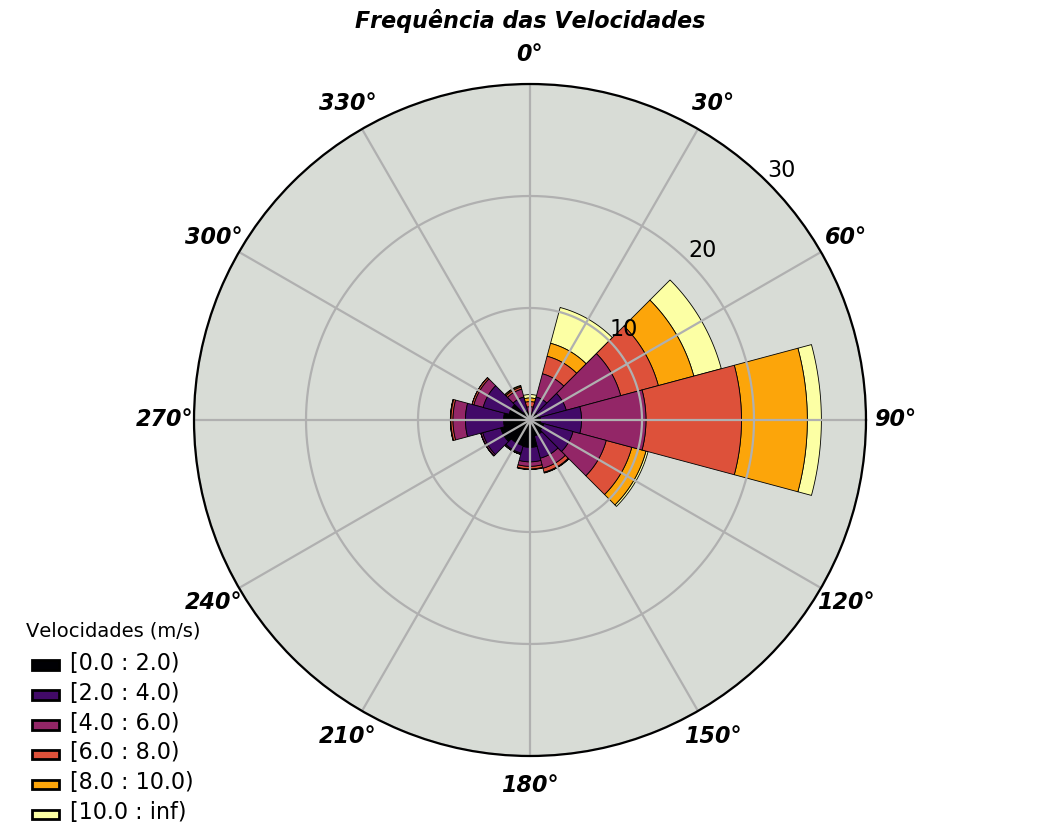 Frequência das Velocidades
0°
330°
30°
30
300°
60°
20
10
270°
90°
240°
120°
210°
150°
180°
Velocidades (m/s)
[0.0 : 2.0)
[2.0 : 4.0)
[4.0 : 6.0)
[6.0 : 8.0)
[8.0 : 10.0)
[10.0 : inf)